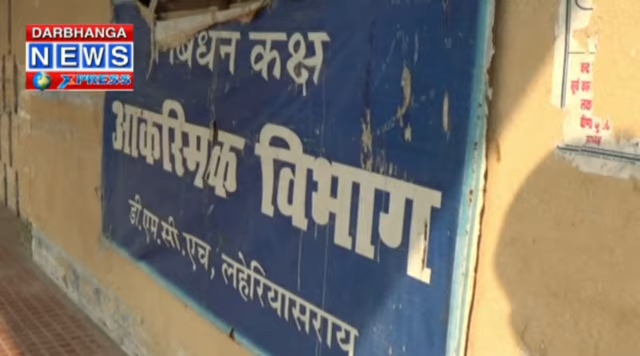 DARBHANGA
NEWS
XPRESS
निबंधन कक्ष
आकस्मिक विभाग
डी.एम.सी.एच, लहेरियासराय